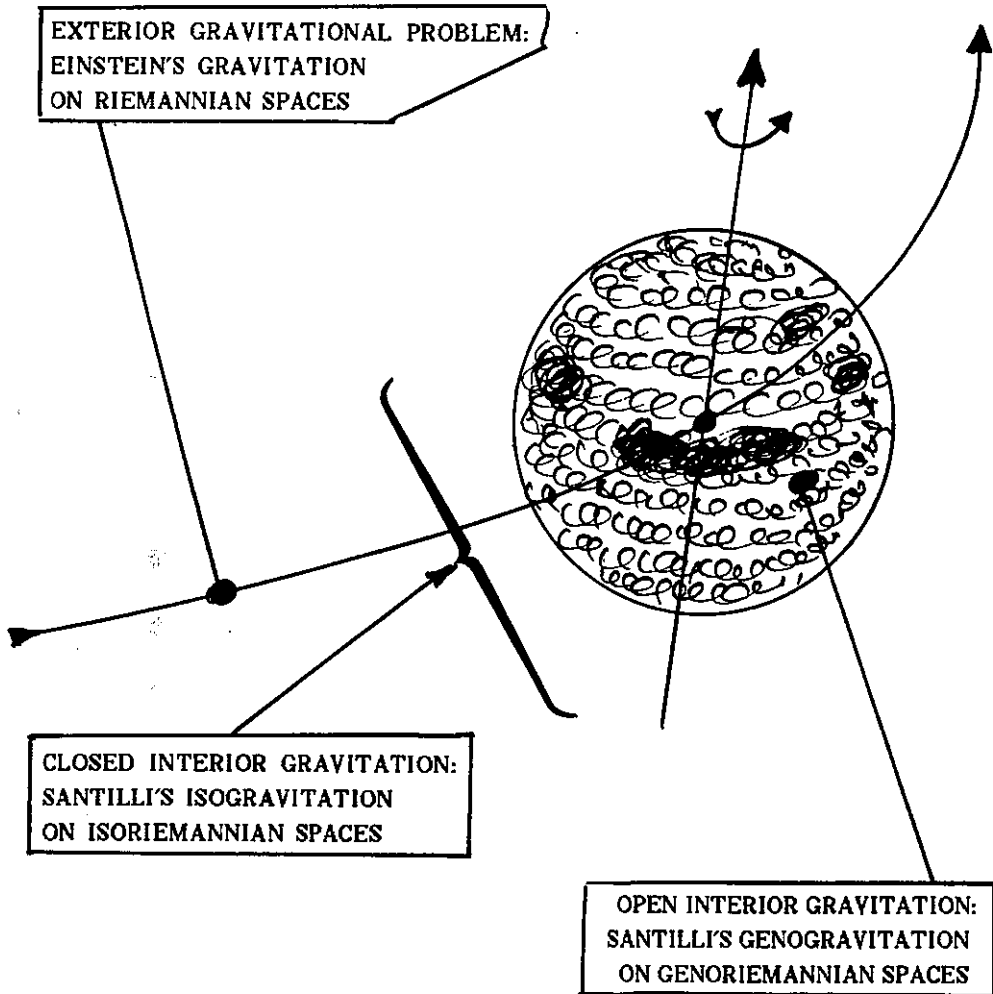 EXTERIOR GRAVITATIONAL PROBLEM:
EINSTEIN'S GRAVITATION
ON RIEMANNIAN SPACES
CLOSED INTERIOR GRAVITATION:
SANTILLI'S ISOGRAVITATION
ON ISORIEMANNIAN SPACES
OPEN INTERIOR GRAVITATION:
SANTILLI'S GENOGRAVITATION
ON GENORIEMANNIAN SPACES